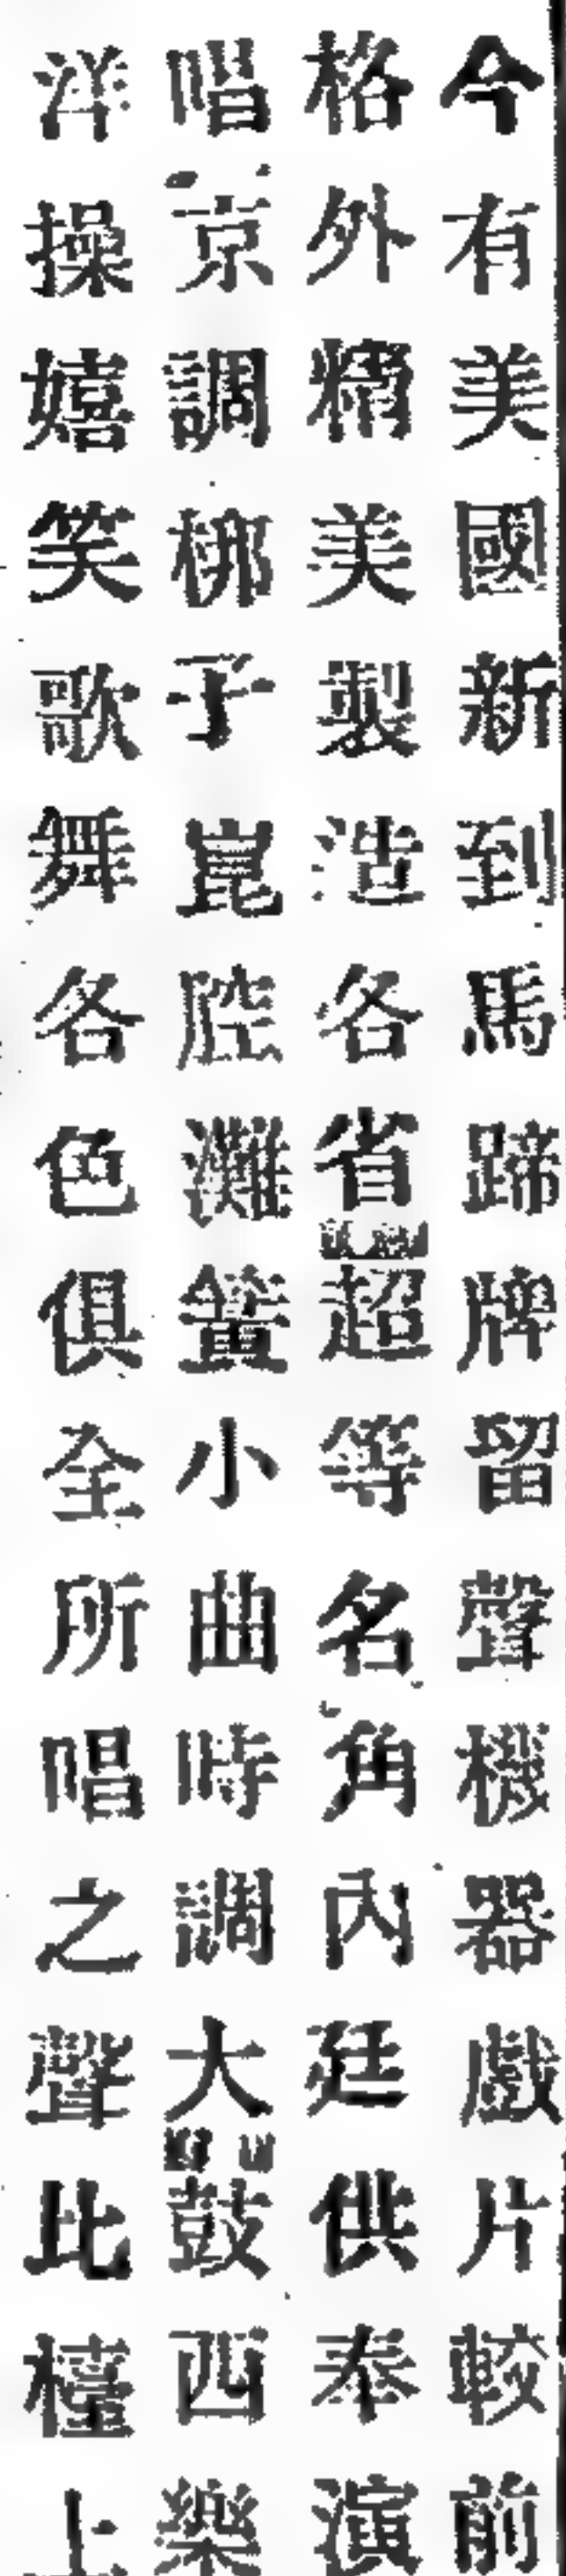 今有美國新到馬蹄牌留聲機器戲片較前
格外精美製造各省超等名角內廷供奉演
唱京調梆子崑腔灘簧小曲時調大鼓西樂
洋操嬉笑歌舞各色俱全所唱之聲此檯上